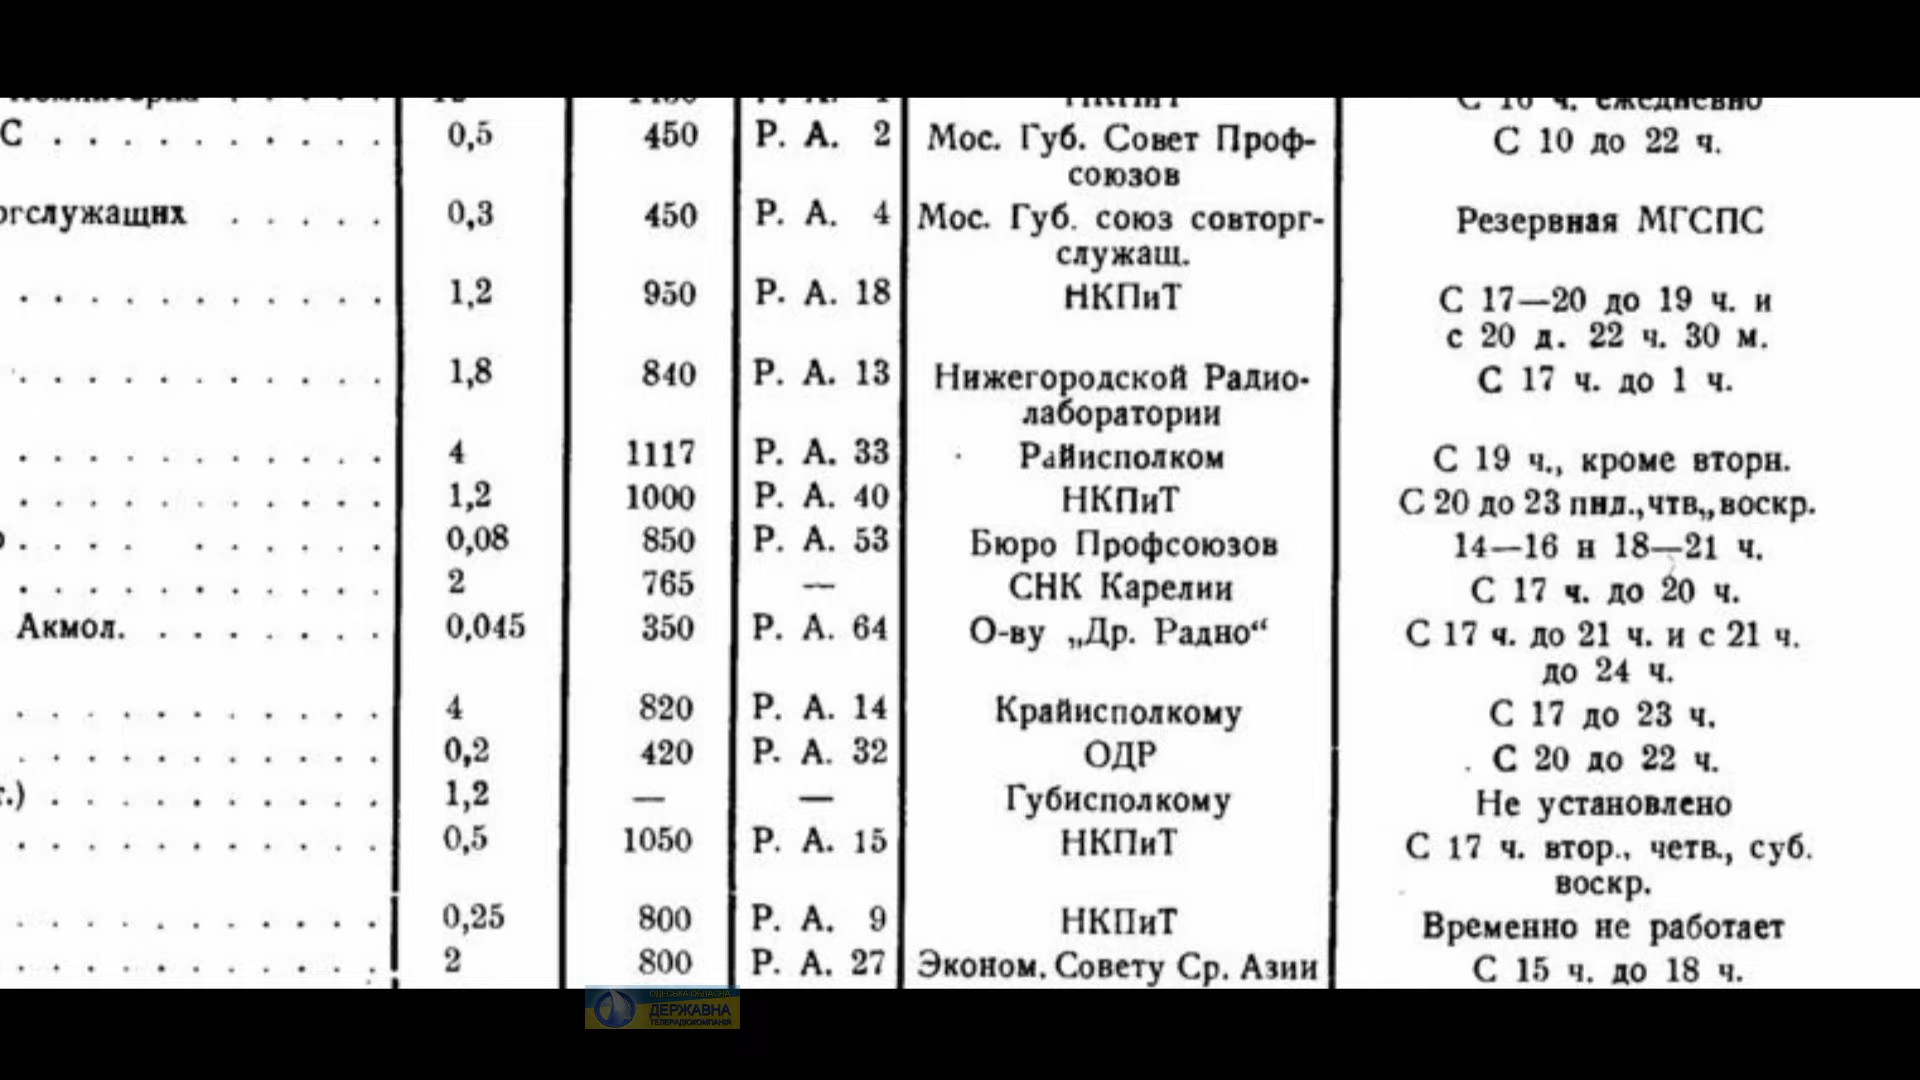 С 16 ч. ежедневно
С . . . . . . . . . . 0,5 450 Р. А. 2 Мос. Губ. Совет Проф- С 10 до 22 ч.
союзов
ргслужащих . . . . . 0,3 450 Р. А. 4 Мос. Губ. союз совторг- Резервная МГСПС
служащ.
. . . . . . . . . . . 1,2 950 Р. А. 18 НКПиТ С 17—20 до 19 ч. и
с 20 д. 22 ч. 30 м.
. . . . . . . . . . . 1,8 840 Р. А. 13 Нижегородской Радио- С 17 ч. до 1 ч.
лаборатории
. . . . . . . . . . . 4 1117 Р. А. 33 Райисполком С 19 ч., кроме вторн.
. . . . . . . . . . . 1,2 1000 Р. А. 40 НКПиТ С 20 до 23 пнд.,чтв,,воскр.
. . . . . . . . . . 0,08 850 Р. А. 53 Бюро Профсоюзов 14—16 и 18—21 ч.
. . . . . . . . . . . 2 765 — СНК Карелии С 17 ч. до 20 ч.
Акмол. . . . . . . . 0,045 350 Р. А. 64 О-ву „Др. Радио“ С 17 ч. до 21 ч. и с 21 ч.
до 24 ч.
. . . . . . . . . . . 4 820 Р. А. 14 Крайисполкому С 17 до 23 ч.
. . . . . . . . . . . 0,2 420 Р. А. 32 ОДР С 20 до 22 ч.
т.) . . . . . . . . . . 1,2 — — Губисполкому Не установлено
. . . . . . . . . . . 0,5 1050 Р. А. 15 НКПиТ С 17 ч. втор., четв., суб.
воскр.
. . . . . . . . . . . 0,25 800 Р. А. 9 НКПиТ Временно не работает
. . . . . . . . . . . 2 800 Р. А. 27 Эконом. Совету Ср. Азии С 15 ч. до 18 ч.
ОДЕСЬКА ОБЛАСНА
ДЕРЖАВНА
ТЕЛЕРАДІОКОМПАНІЯ